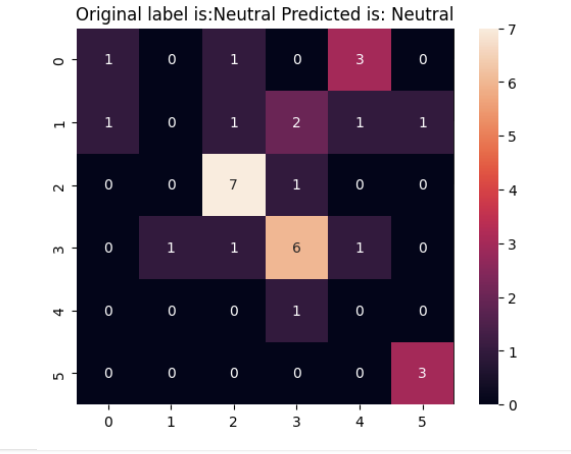 Original label is:Neutral Predicted is: Neutral
0 1 0 1 0 3 0
1 1 0 1 2 1 1
2 0 0 7 1 0 0
3 0 1 1 6 1 0
4 0 0 0 1 0 0
5 0 0 0 0 0 3
0 1 2 3 4 5
7
6
5
4
3
2
1
0